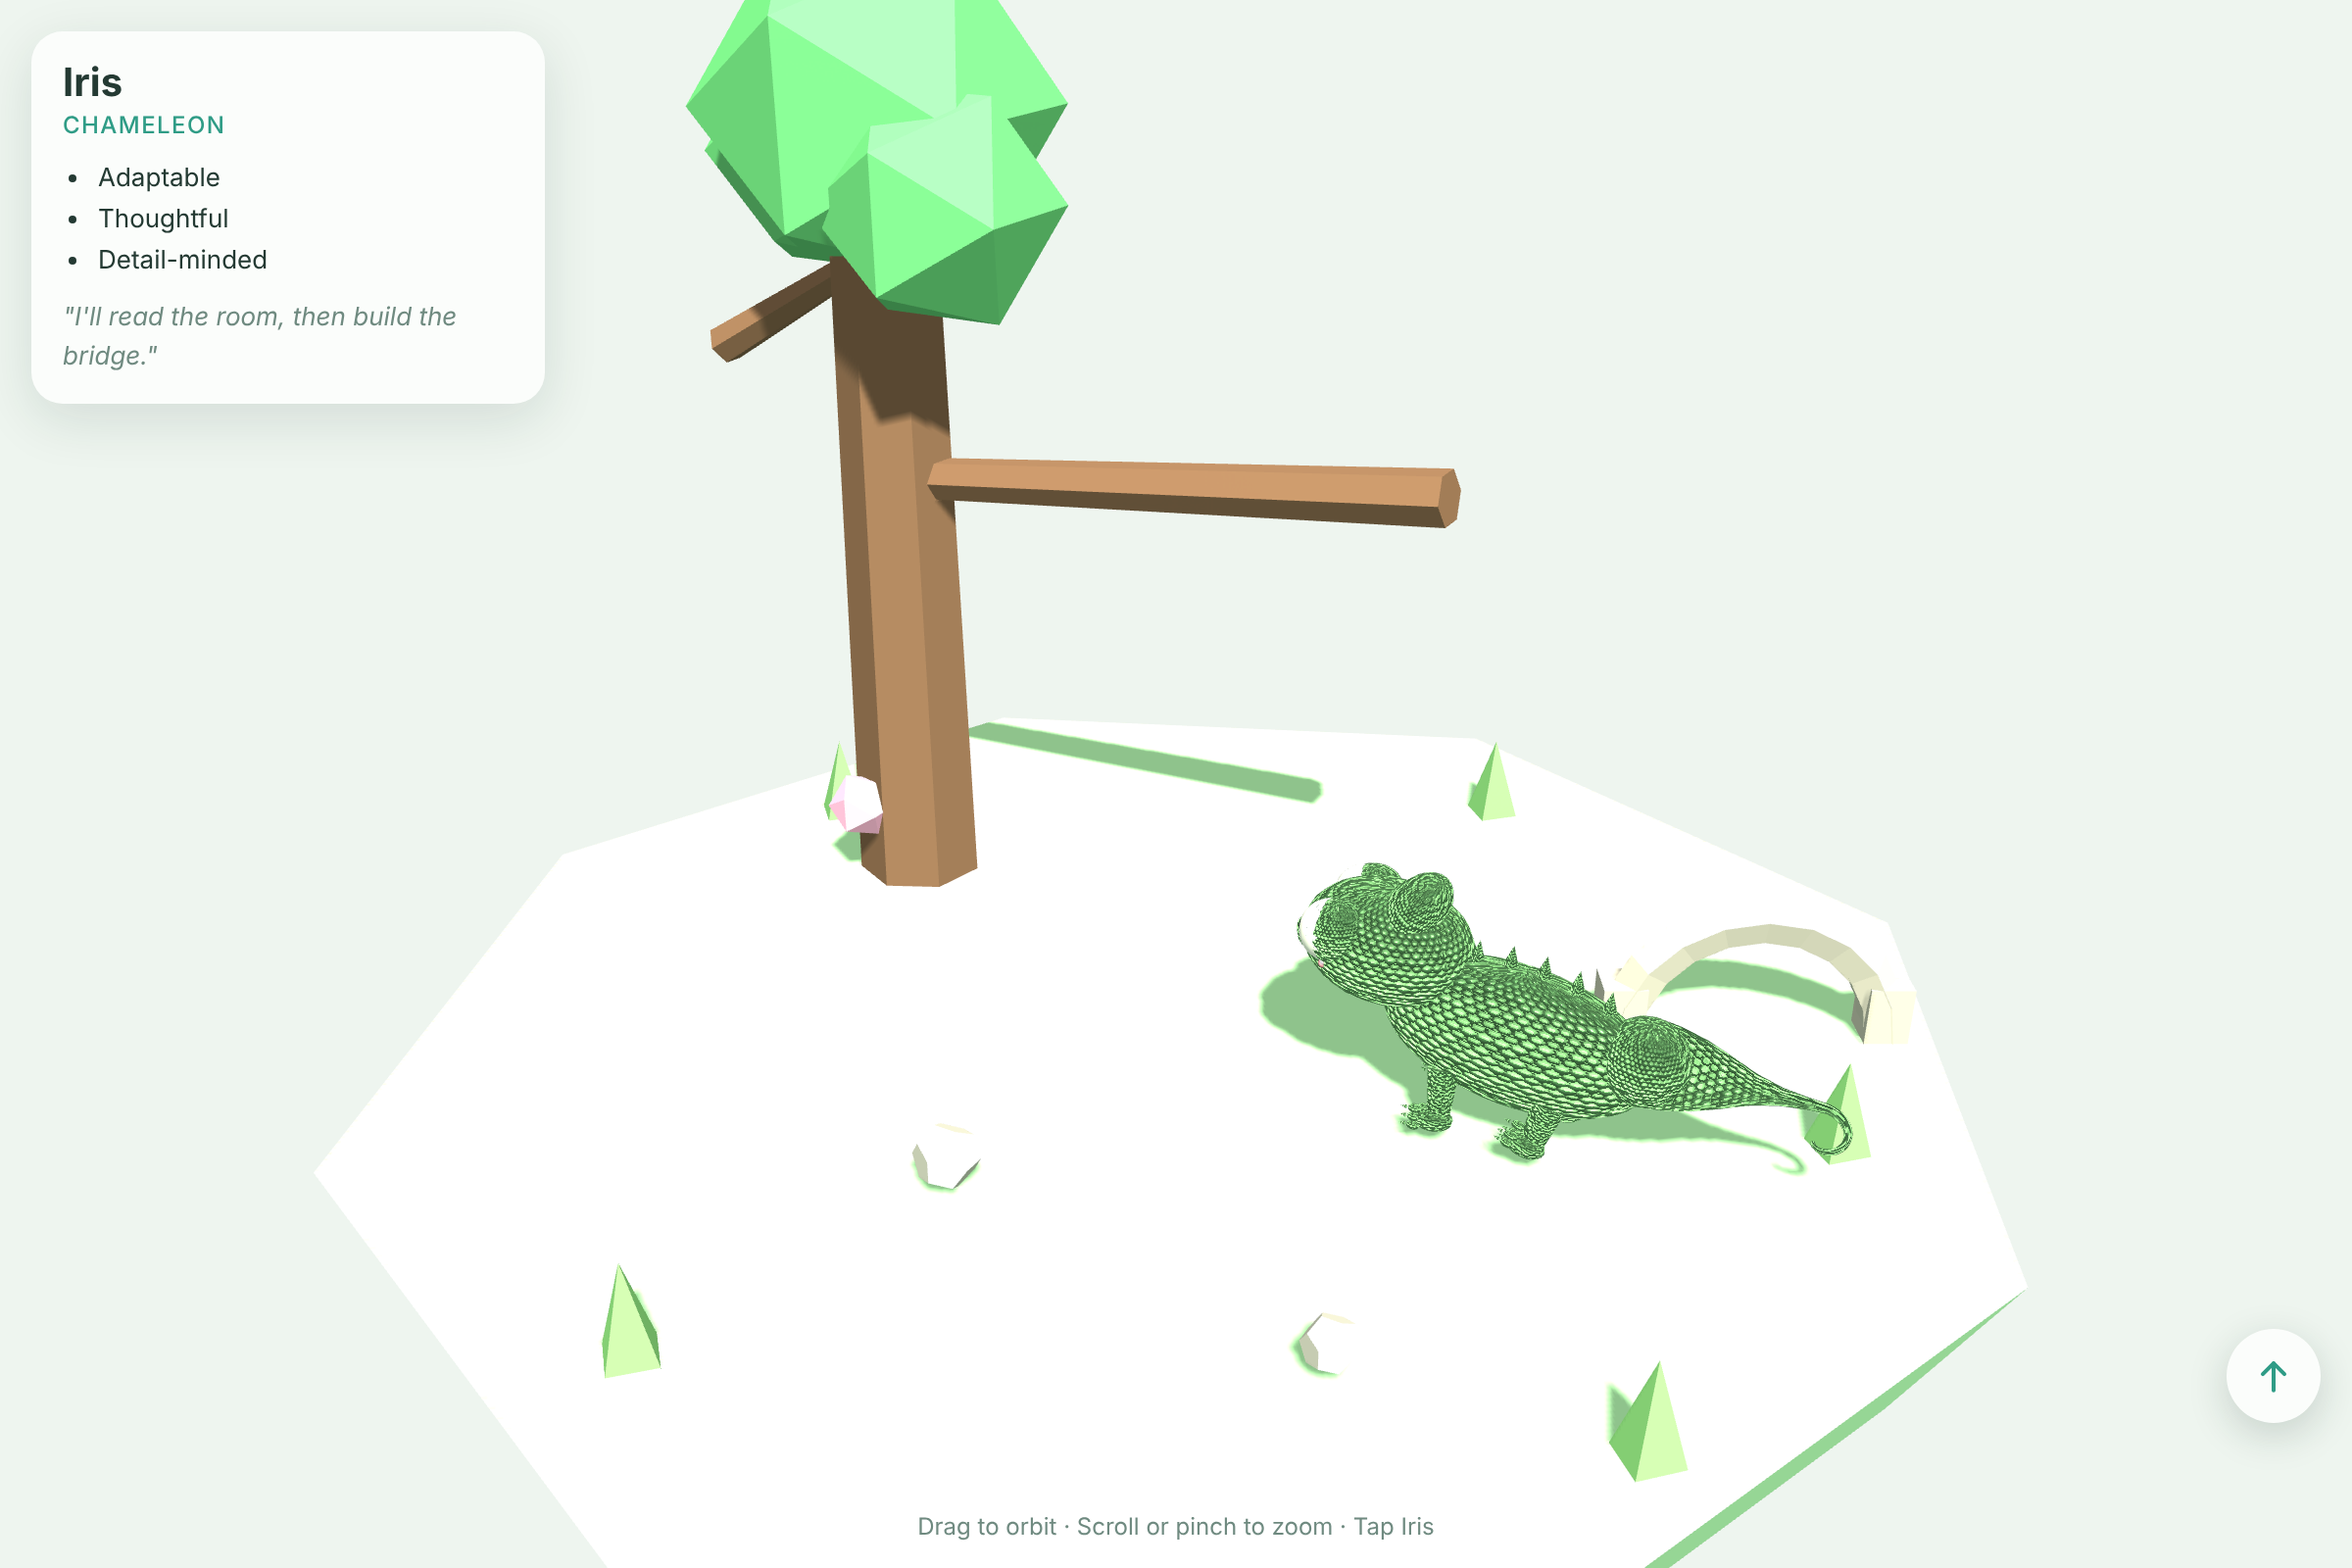 Iris
CHAMELEON
• Adaptable
• Thoughtful
• Detail-minded
"I'll read the room, then build the
bridge."
Drag to orbit · Scroll or pinch to zoom · Tap Iris